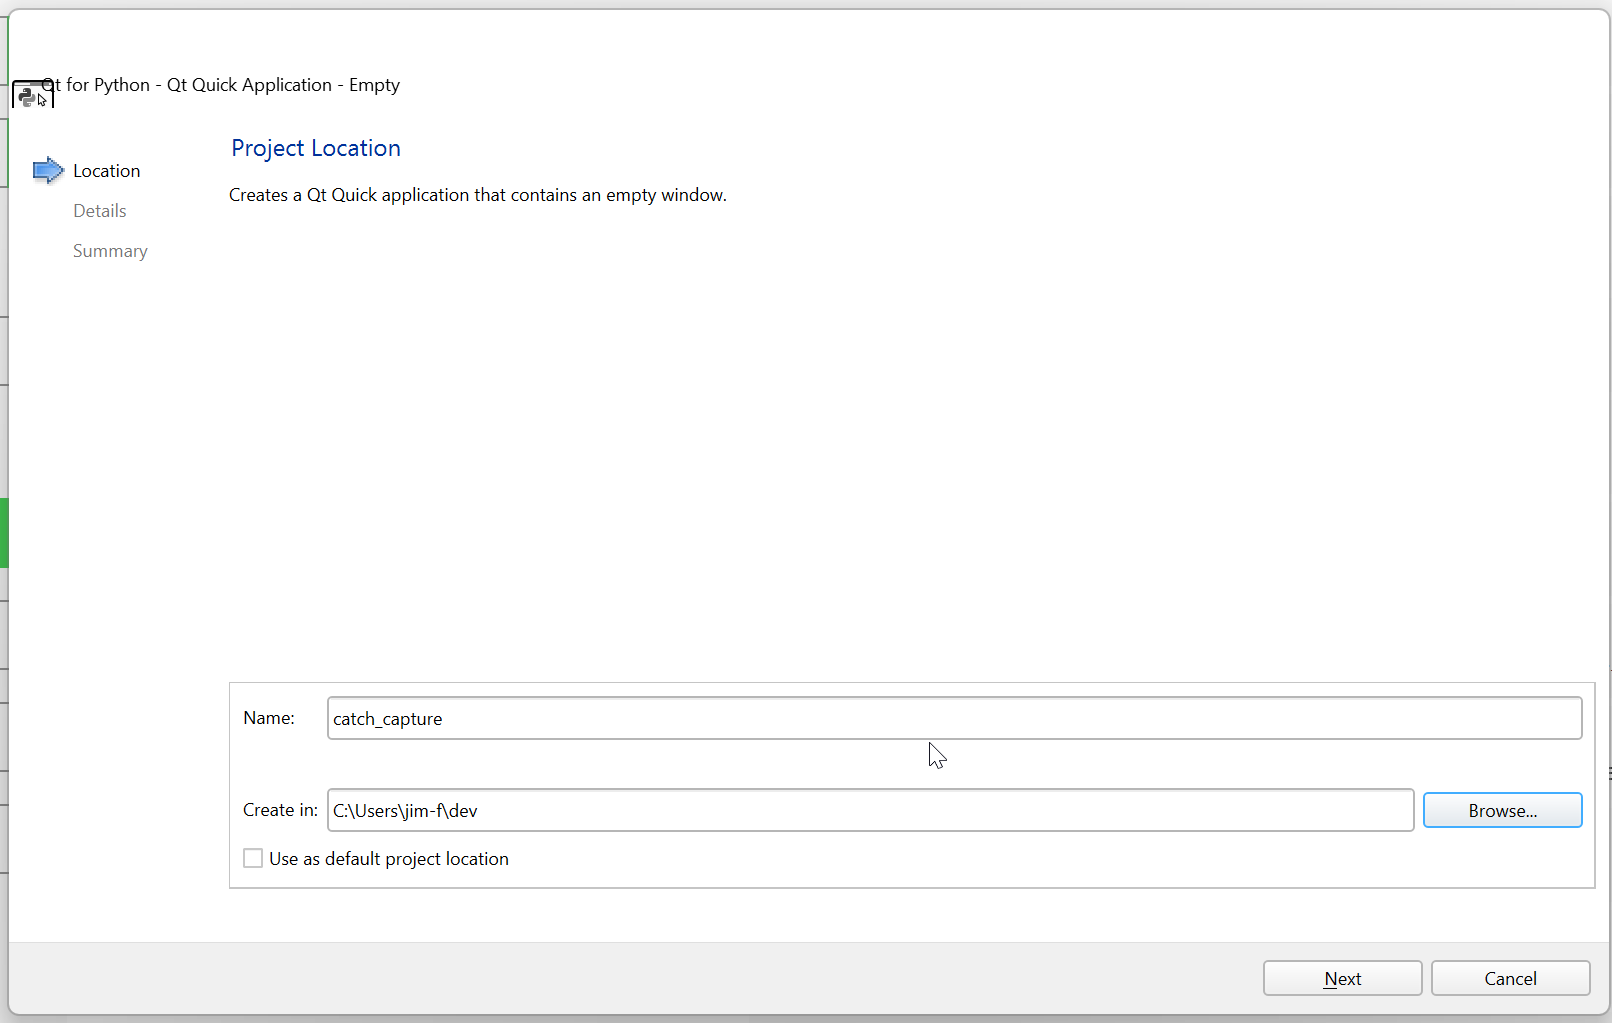 Qt for Python - Qt Quick Application - Empty
Location
Details
Summary
Project Location
Creates a Qt Quick application that contains an empty window.
Name: catch_capture
Create in: C:\Users\jim-f\dev Browse...
Use as default project location
Next Cancel